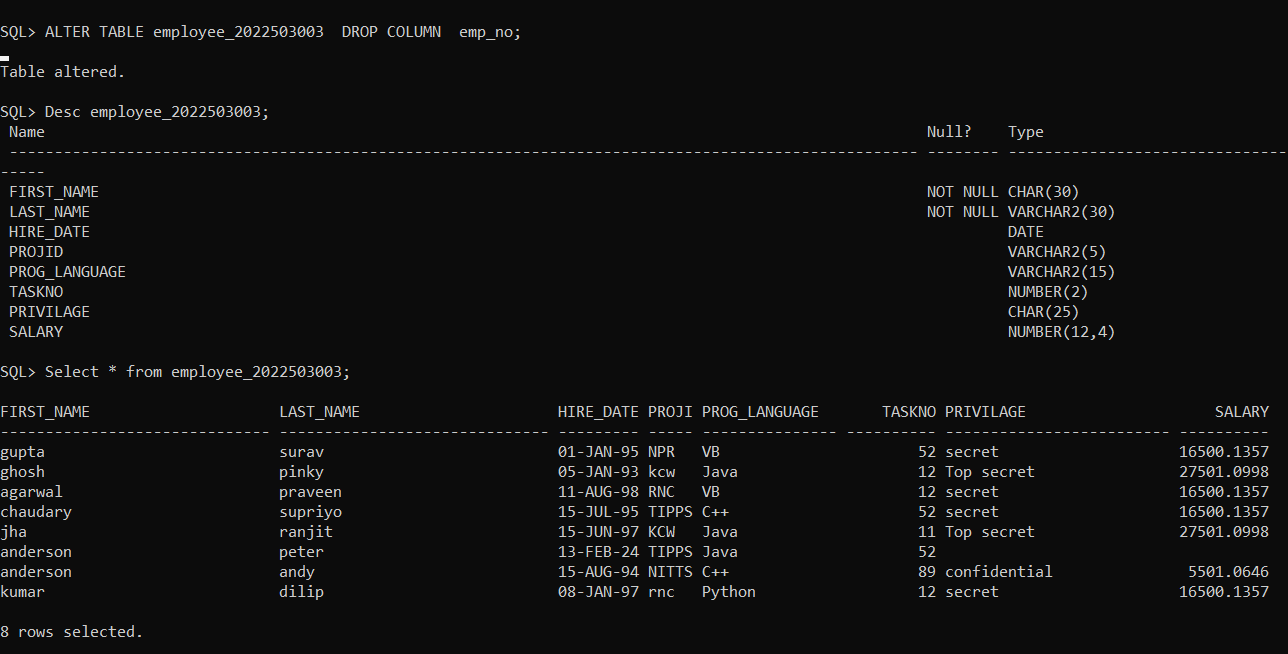 SQL> ALTER TABLE employee_2022503003  DROP COLUMN  emp_no;
Table altered.
SQL> Desc employee_2022503003;
 Name                                                                                                  Null?    Type
 ----------------------------------------------------------------------------------------------------- -------- -------------------------------
-----
 FIRST_NAME                                                                                            NOT NULL CHAR(30)
 LAST_NAME                                                                                             NOT NULL VARCHAR2(30)
 HIRE_DATE                                                                                                      DATE
 PROJID                                                                                                         VARCHAR2(5)
 PROG_LANGUAGE                                                                                                  VARCHAR2(15)
 TASKNO                                                                                                         NUMBER(2)
 PRIVILAGE                                                                                                      CHAR(25)
 SALARY                                                                                                         NUMBER(12,4)
SQL> Select * from employee_2022503003;
FIRST_NAME                     LAST_NAME                      HIRE_DATE PROJI PROG_LANGUAGE       TASKNO PRIVILAGE                     SALARY
------------------------------ ------------------------------ --------- ----- --------------- ---------- ------------------------- ----------
gupta                          surav                          01-JAN-95 NPR   VB                      52 secret                    16500.1357
ghosh                          pinky                          05-JAN-93 kcw   Java                    12 Top secret                27501.0998
agarwal                        praveen                        11-AUG-98 RNC   VB                      12 secret                    16500.1357
chaudary                       supriyo                        15-JUL-95 TIPPS C++                     52 secret                    16500.1357
jha                            ranjit                         15-JUN-97 KCW   Java                    11 Top secret                27501.0998
anderson                       peter                          13-FEB-24 TIPPS Java                    52
anderson                       andy                           15-AUG-94 NITTS C++                     89 confidential               5501.0646
kumar                          dilip                          08-JAN-97 rnc   Python                  12 secret                    16500.1357
8 rows selected.